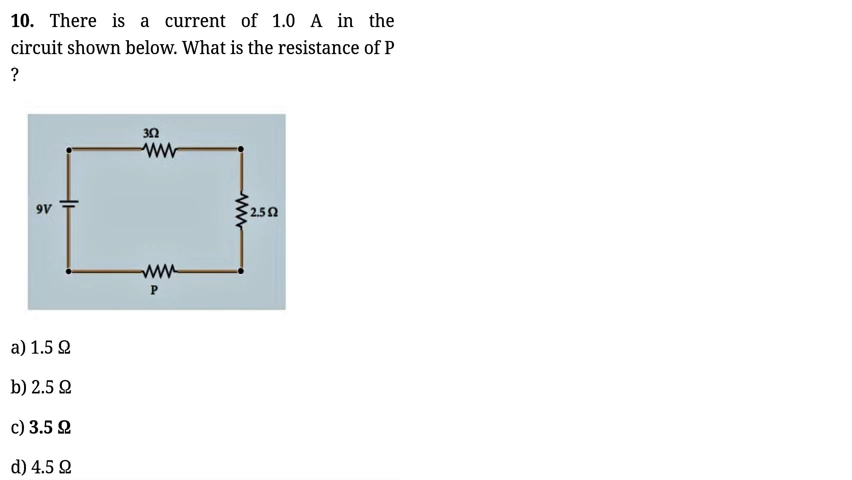 10. There is a current of 1.0 A in the
circuit shown below. What is the resistance of P
?
3Ω
9V
2.5 Ω
P
a) 1.5 Ω
b) 2.5 Ω
c) 3.5 Ω
d) 4.5 Ω